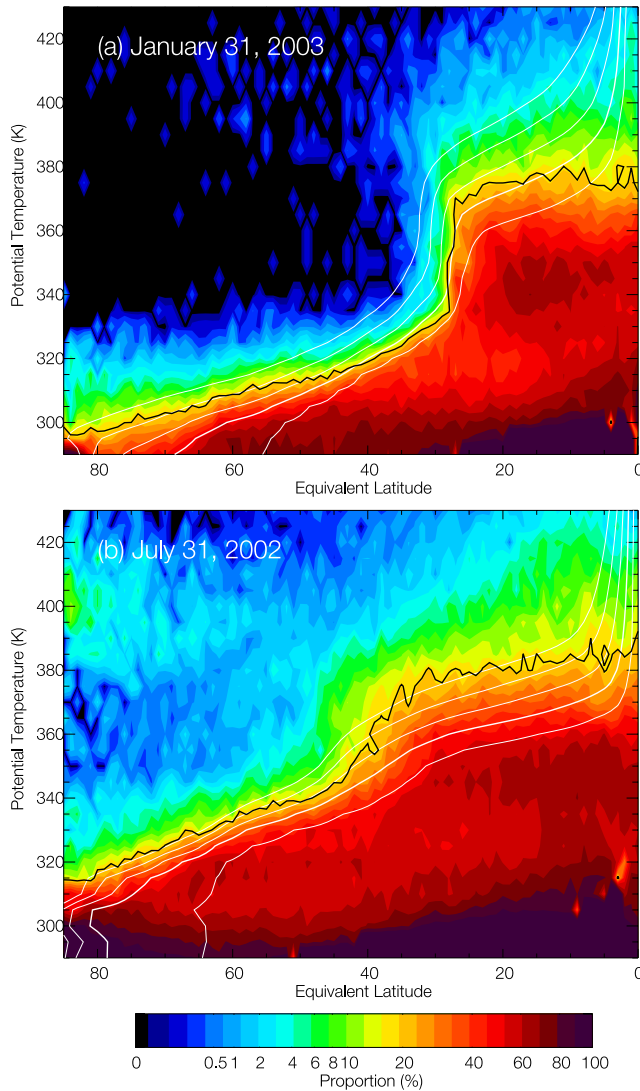 (a) January 31, 2003
420
400
380
360
340
320
300
Potential Temperature (K)
80 60 40 20 0
Equivalent Latitude
(b) July 31, 2002
420
400
380
360
340
320
300
Potential Temperature (K)
80 60 40 20 0
Equivalent Latitude
0 0.5 1 2 4 6 8 10 20 40 60 80 100
Proportion (%)